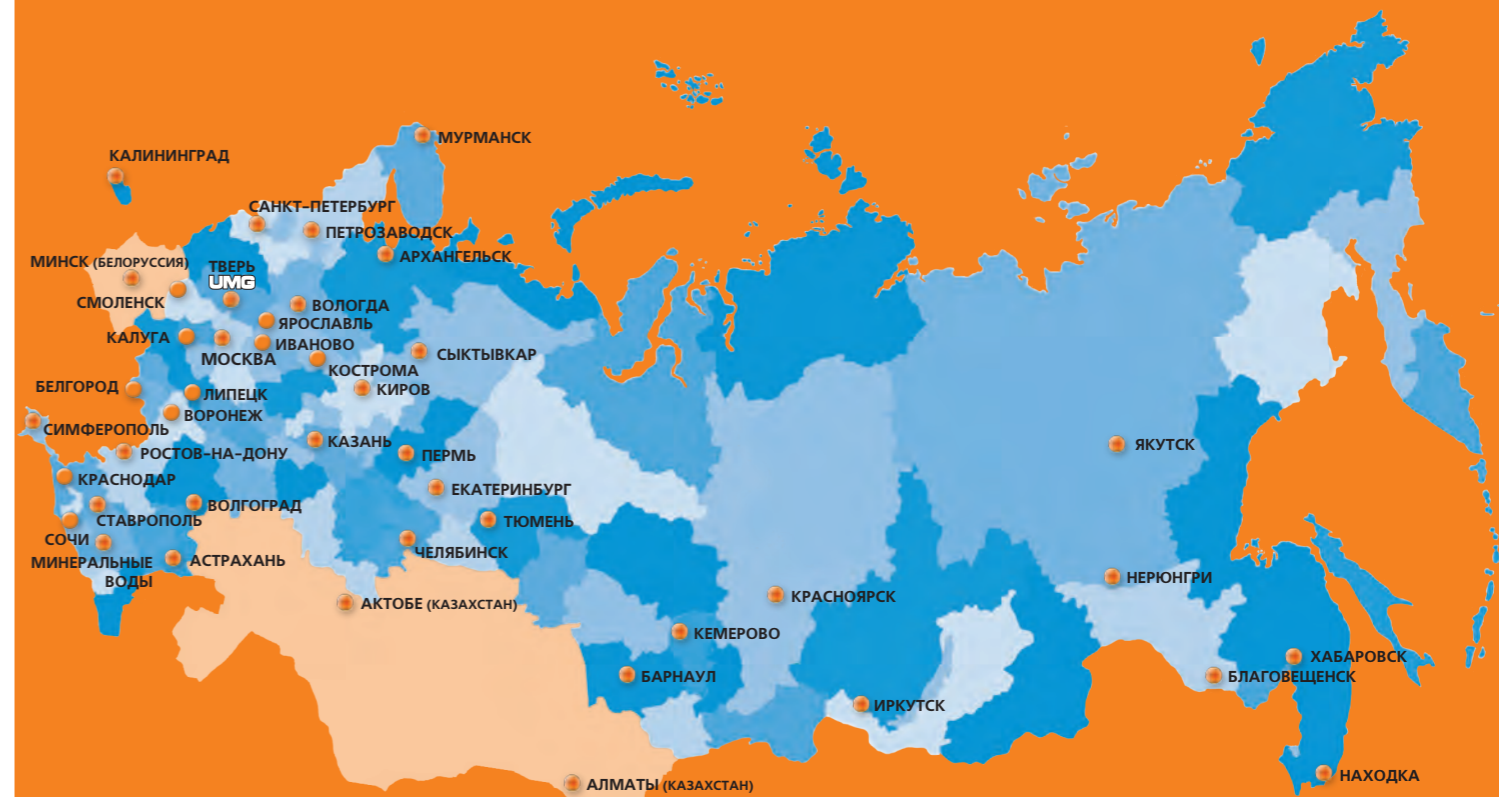 МУРМАНСК
КАЛИНИНГРАД
САНКТ-ПЕТЕРБУРГ
ПЕТРОЗАВОДСК
АРХАНГЕЛЬСК
МИНСК (БЕЛОРУССИЯ)
ТВЕРЬ
UMG
СМОЛЕНСК
ВОЛОГДА
ЯРОСЛАВЛЬ
КАЛУГА
ИВАНОВО
МОСКВА
СЫКТЫВКАР
КОСТРОМА
БЕЛГОРОД
КИРОВ
ЛИПЕЦК
ВОРОНЕЖ
СИМФЕРОПОЛЬ
КАЗАНЬ
ЯКУТСК
РОСТОВ-НА-ДОНУ
ПЕРМЬ
КРАСНОДАР
ЕКАТЕРИНБУРГ
ВОЛГОГРАД
СТАВРОПОЛЬ
ТЮМЕНЬ
СОЧИ
ЧЕЛЯБИНСК
МИНЕРАЛЬНЫЕ
ВОДЫ
АСТРАХАНЬ
НЕРЮНГРИ
КРАСНОЯРСК
АКТОБЕ (КАЗАХСТАН)
КЕМЕРОВО
ХАБАРОВСК
БАРНАУЛ
БЛАГОВЕЩЕНСК
ИРКУТСК
НАХОДКА
АЛМАТЫ (КАЗАХСТАН)